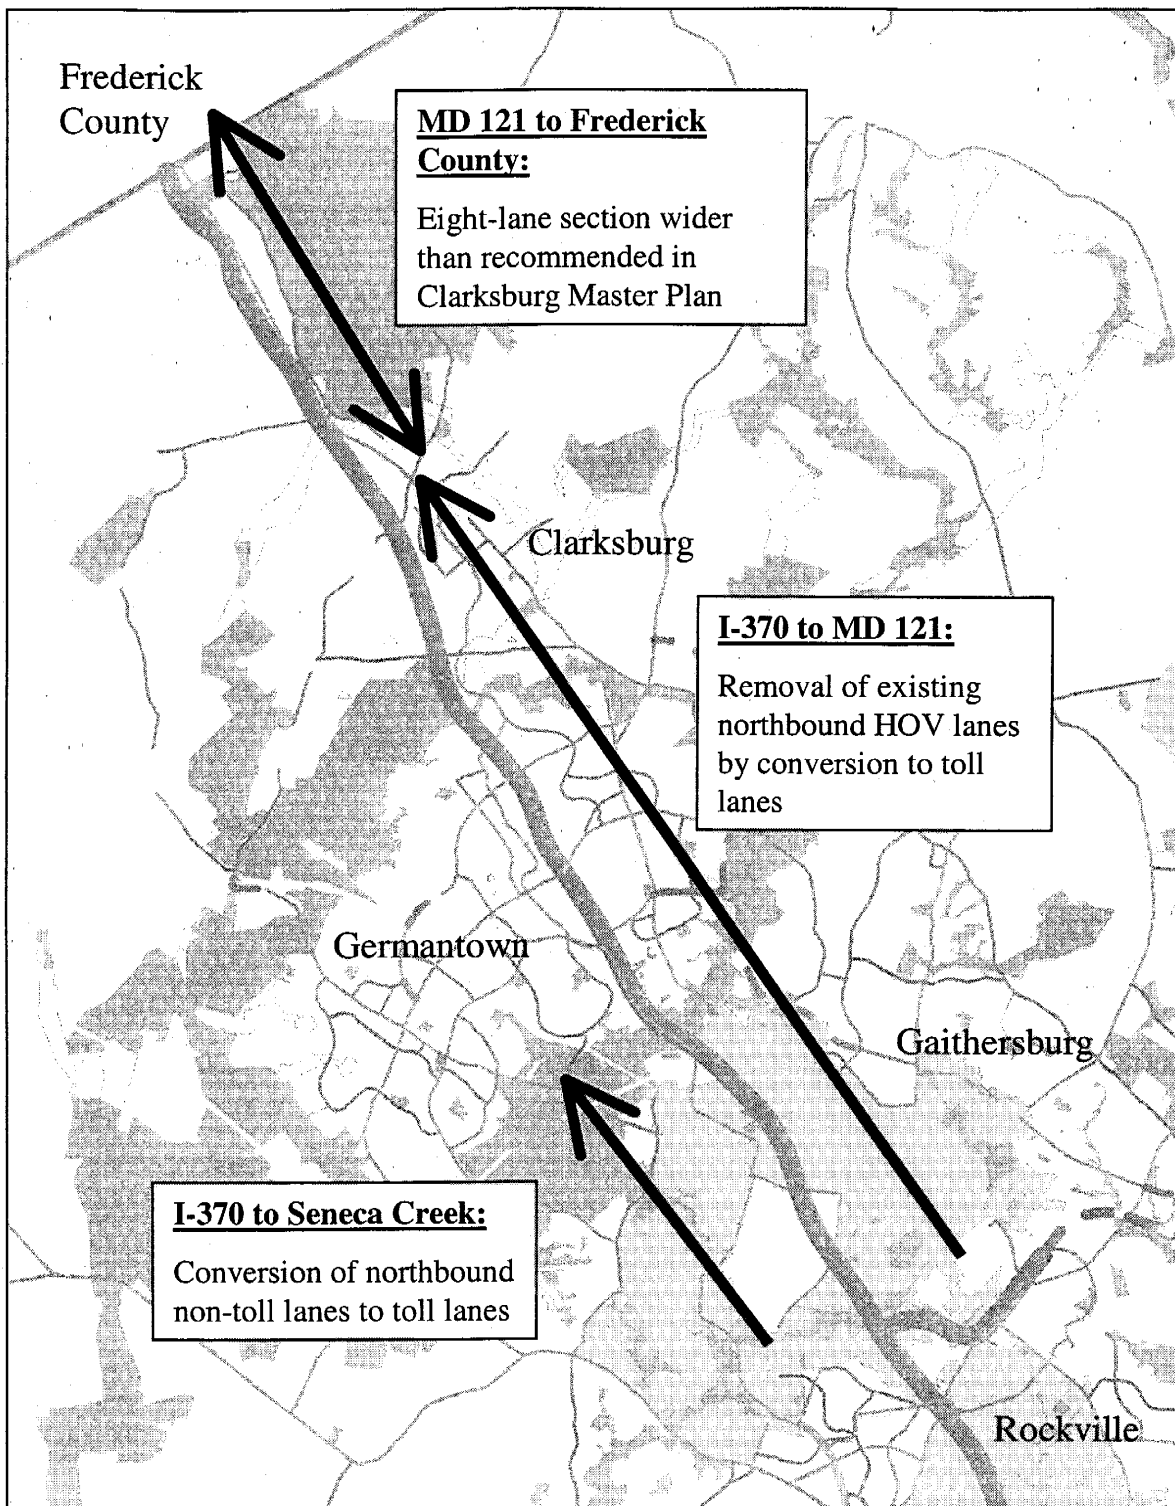 Frederick
County
MD 121 to Frederick
County:
Eight-lane section wider
than recommended in
Clarksburg Master Plan
Clarksburg
I-370 to MD 121:
Removal of existing
northbound HOV lanes
by conversion to toll
lanes
Germantown
Gaithersburg
I-370 to Seneca Creek:
Conversion of northbound
non-toll lanes to toll lanes
Rockville